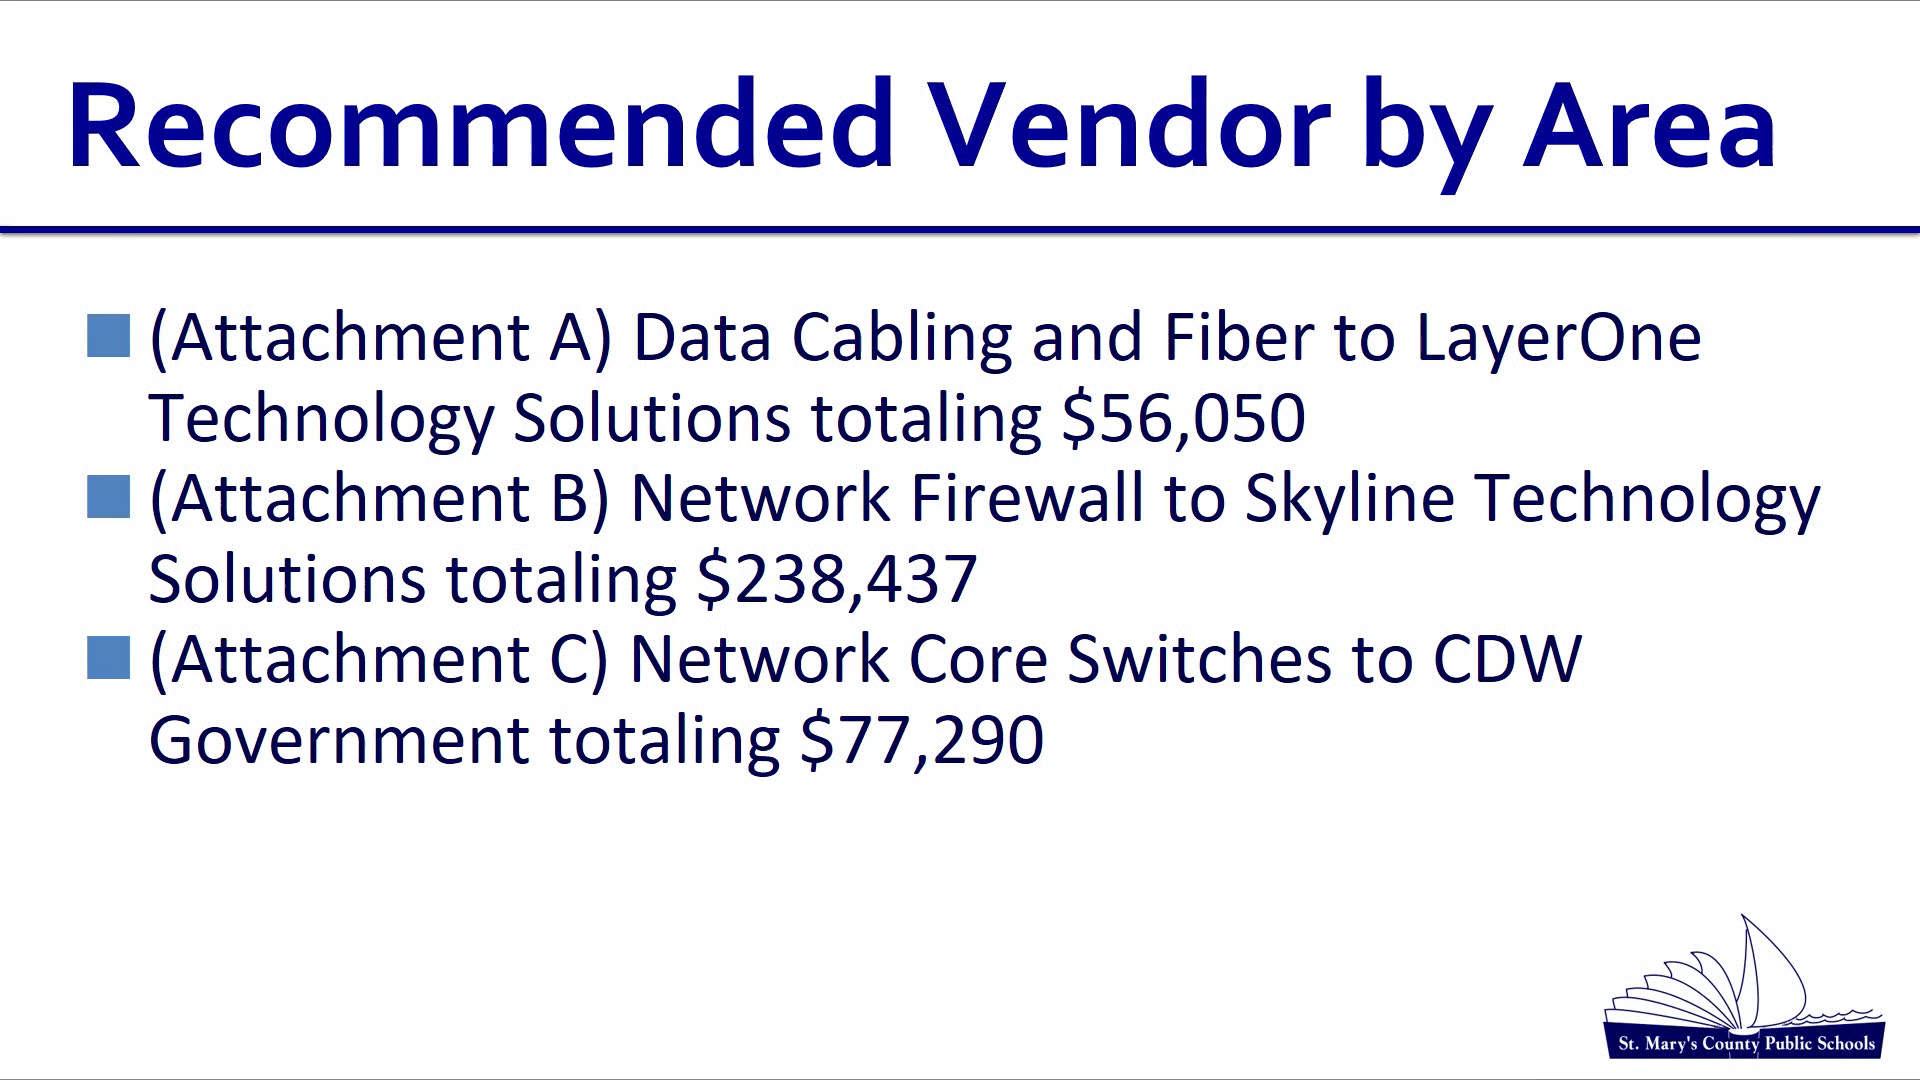 Recommended Vendor by Area
(Attachment A) Data Cabling and Fiber to LayerOne
Technology Solutions totaling $56,050
(Attachment B) Network Firewall to Skyline Technology
Solutions totaling $238,437
(Attachment C) Network Core Switches to CDW
Government totaling $77,290
St. Mary's County Public Schools